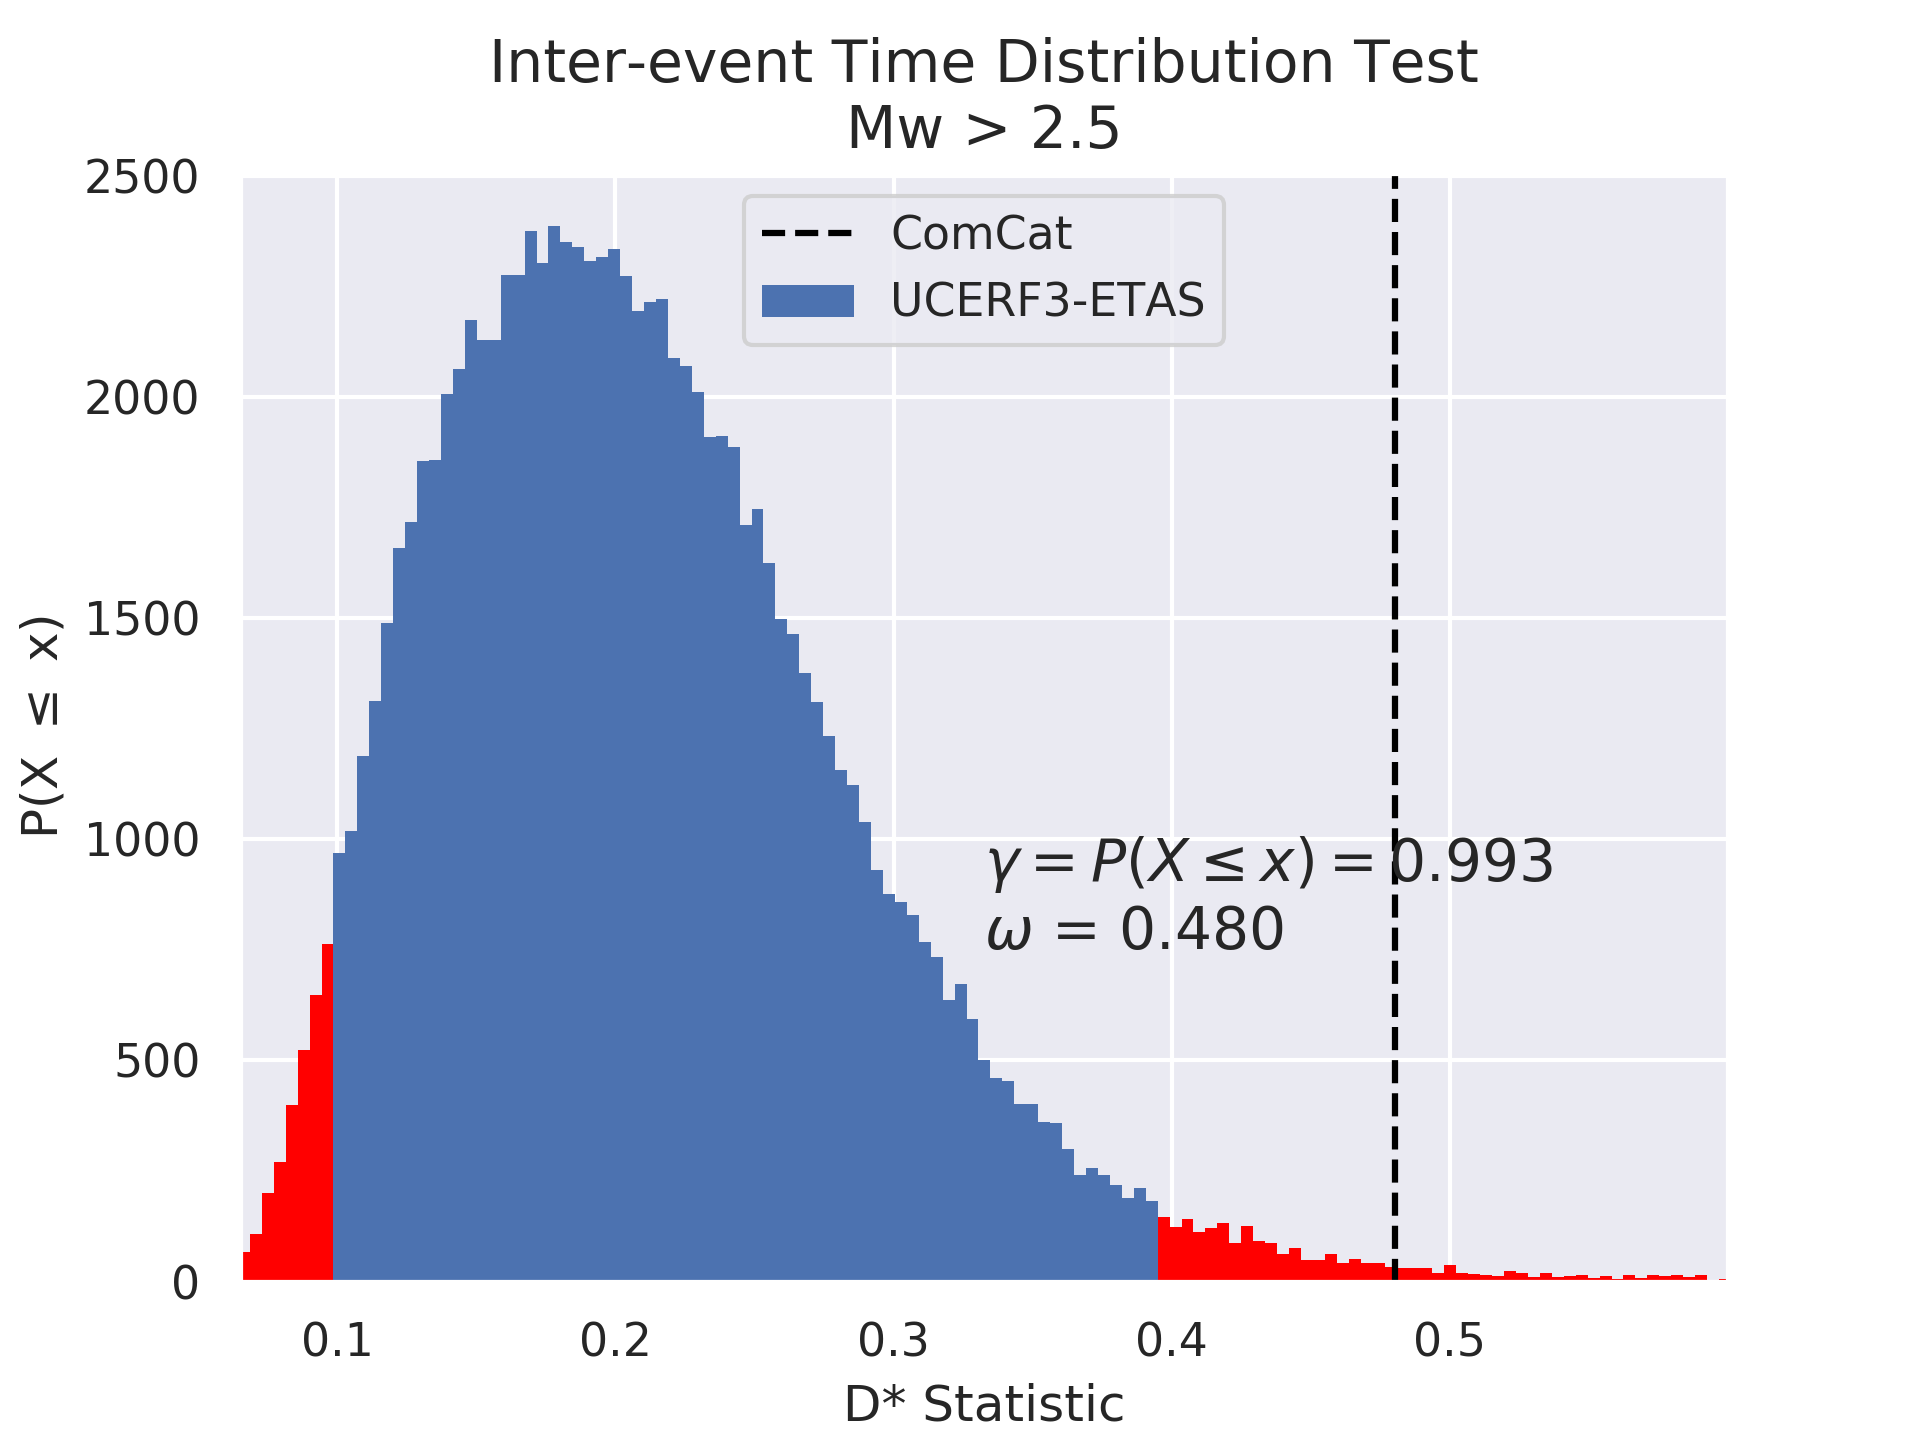 Inter-event Time Distribution Test
Mw > 2.5
2500
2000
1500
1000
500
0
P(X ≤ x)
ComCat
UCERF3-ETAS
γ = P(X ≤ x) = 0.993
ω = 0.480
0.1 0.2 0.3 0.4 0.5
D* Statistic